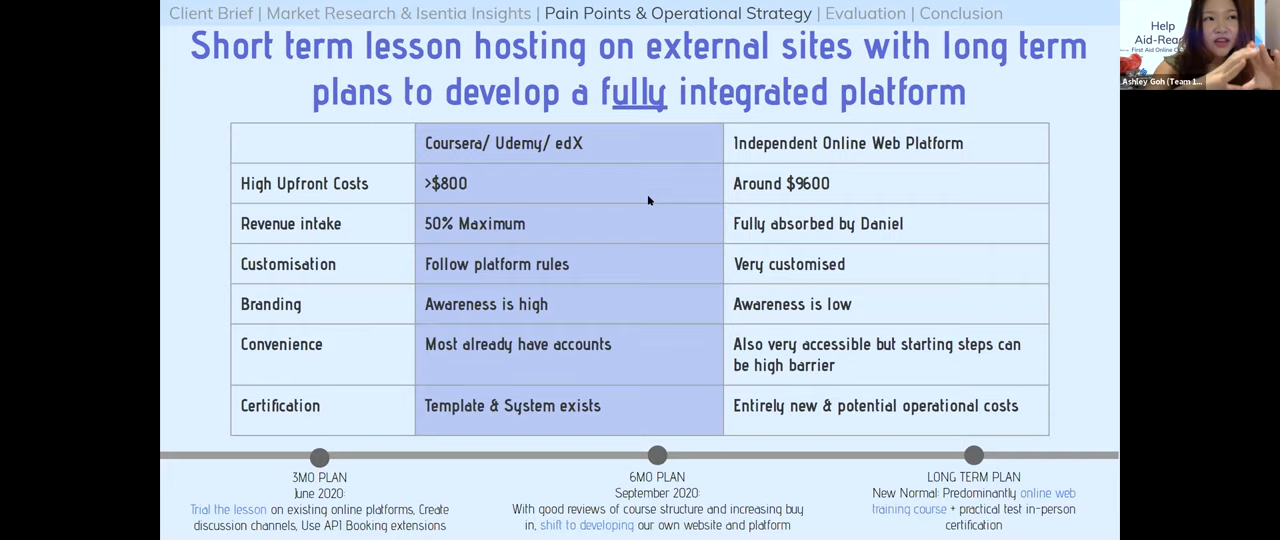 Client Brief | Market Research & Isentia Insights | Pain Points & Operational Strategy | Evaluation | Conclusion
Short term lesson hosting on external sites with long term
plans to develop a fully integrated platform
Coursera/ Udemy/ edX
Independent Online Web Platform
High Upfront Costs
>$800
Around $9600
Revenue intake
50% Maximum
Fully absorbed by Daniel
Customisation
Follow platform rules
Very customised
Branding
Awareness is high
Awareness is low
Convenience
Most already have accounts
Also very accessible but starting steps can
be high barrier
Certification
Template & System exists
Entirely new & potential operational costs
3MO PLAN
June 2020:
Trial the lesson on existing online platforms, Create
discussion channels, Use API Booking extensions
6MO PLAN
September 2020:
With good reviews of course structure and increasing buy
in, shift to developing our own website and platform
LONG TERM PLAN
New Normal: Predominantly online web
training course + practical test in-person
certification
Help
First Aid Online
Ashley Goh (Team 1...